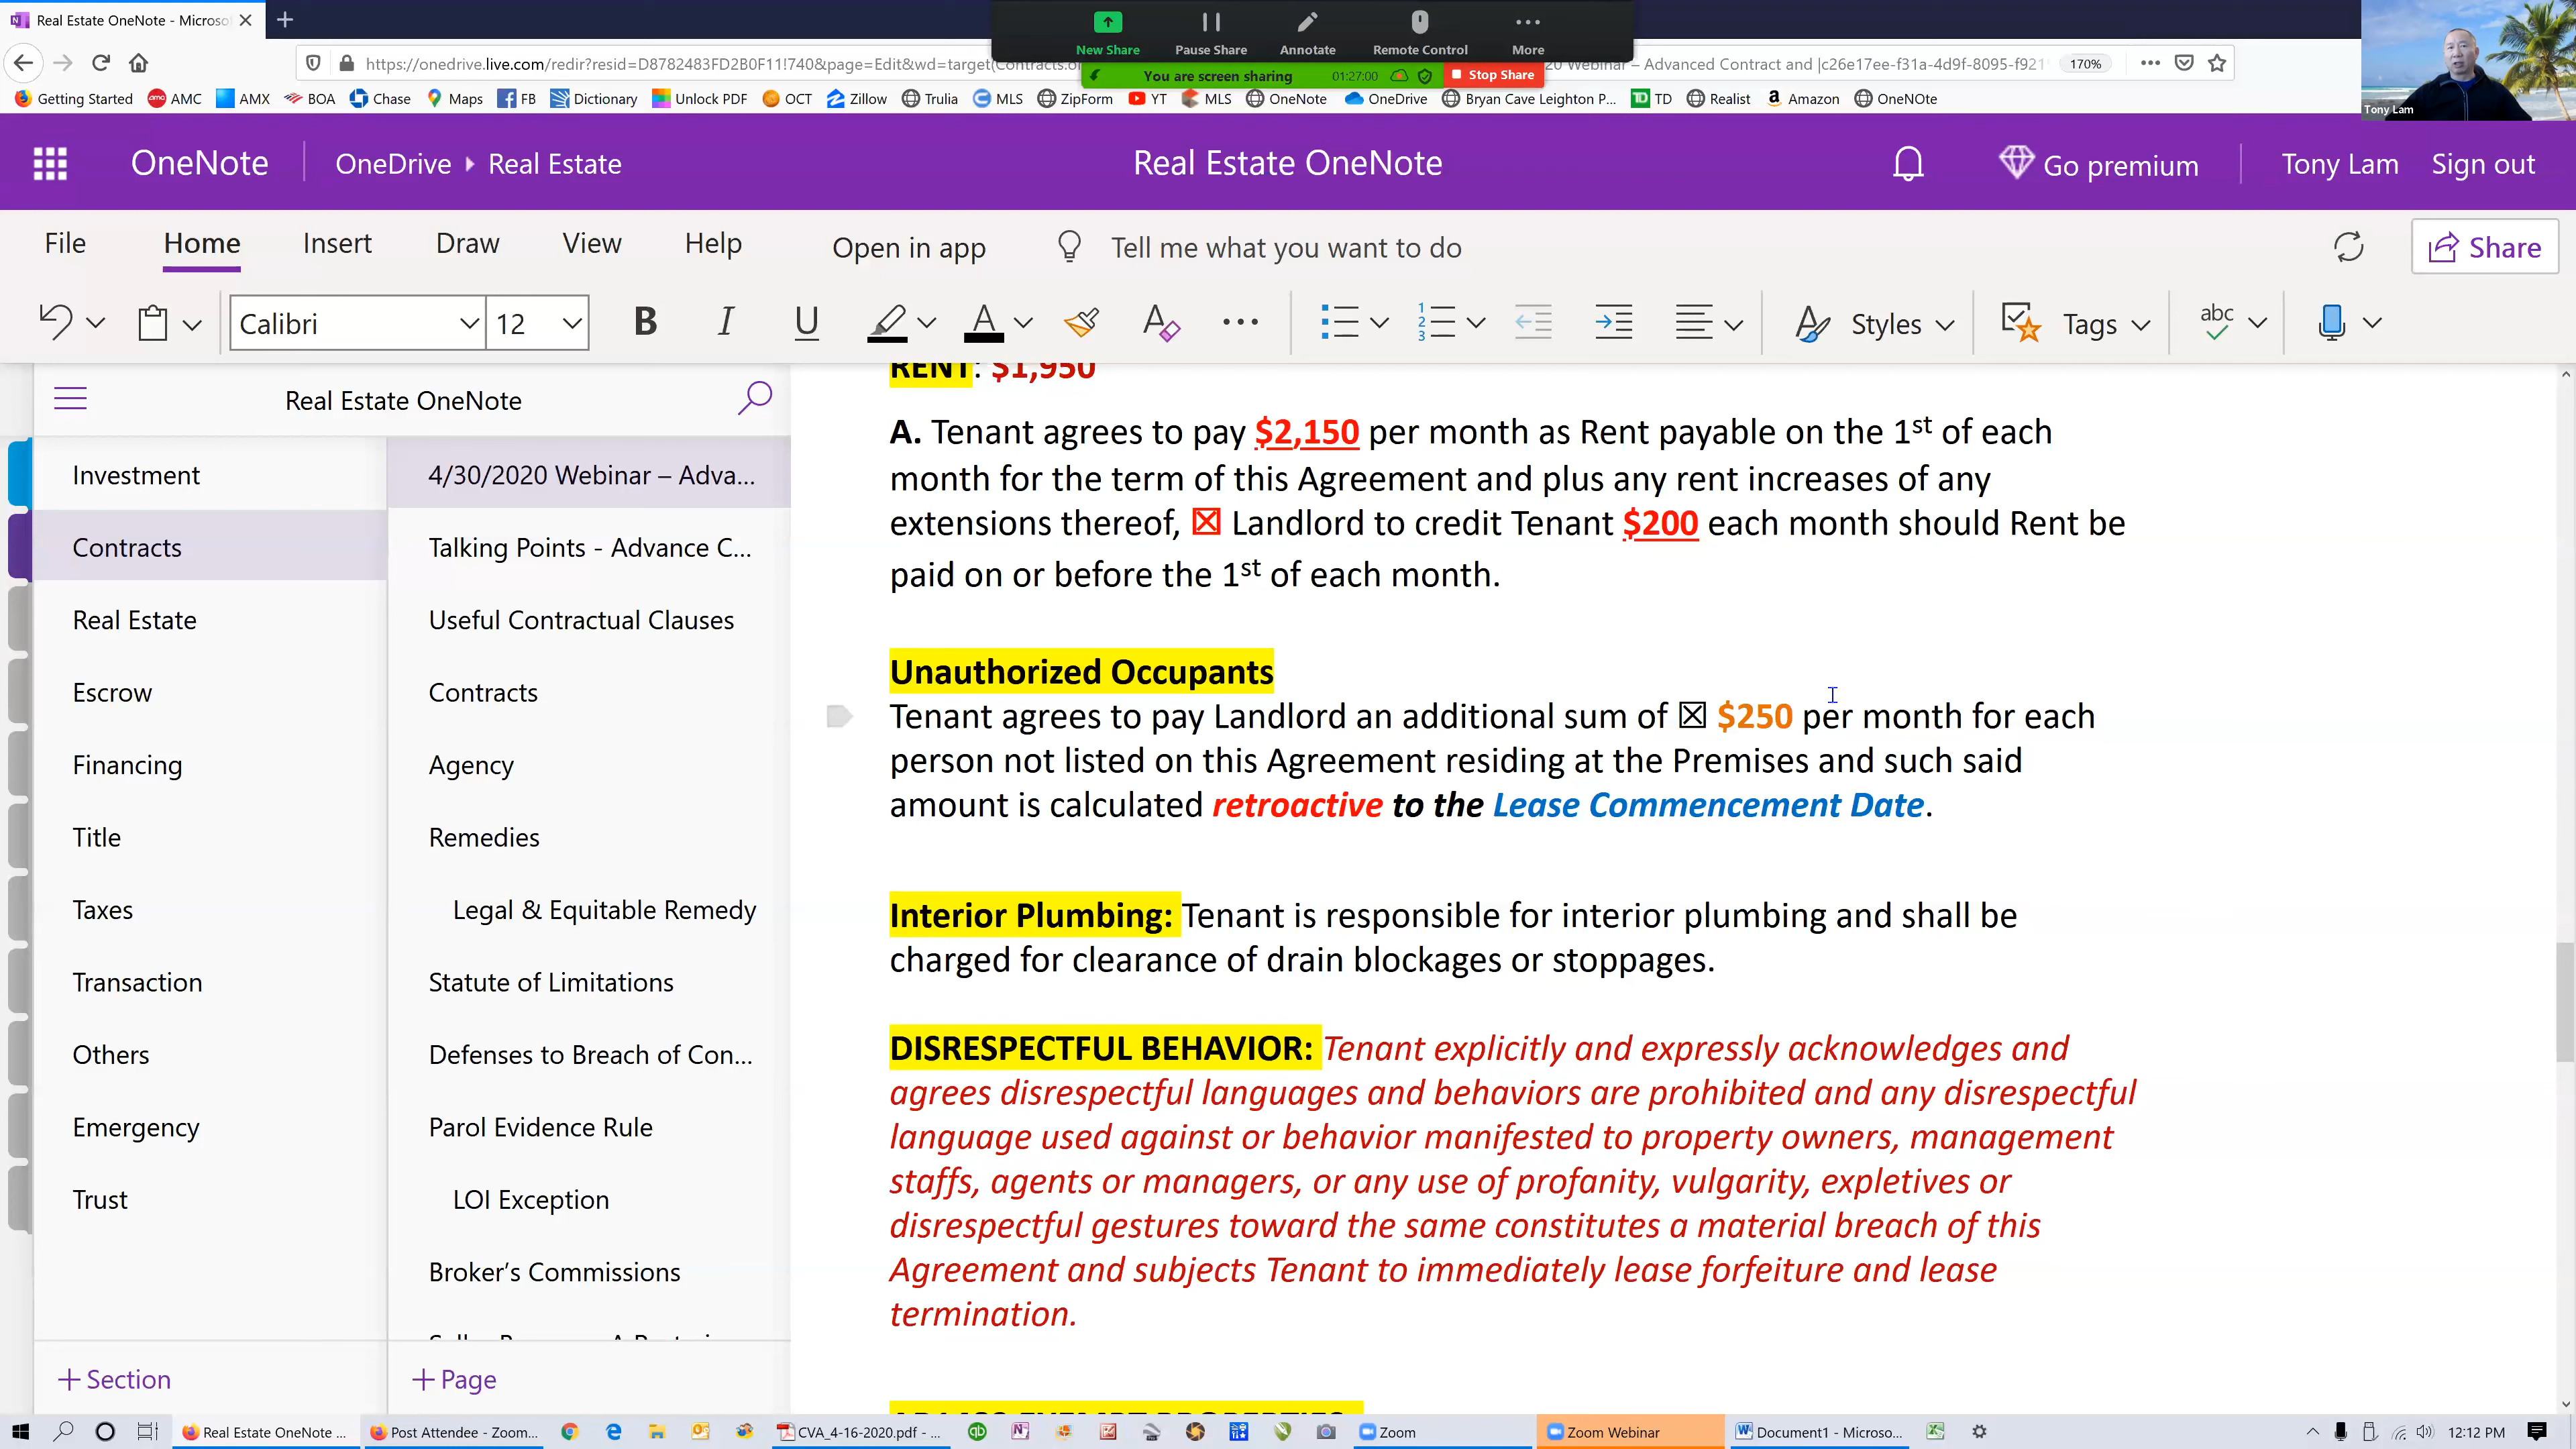 Real Estate OneNote - Microso
New Share
Pause Share
Annotate
Remote Control
More
https://onedrive.live.com/redir?resid=D8782483FD2B0F11!740&page=Edit&wd=target(Contracts.o
You are screen sharing
01:27:00
Stop Share
Webinar – Advanced Contract and |c26e17ee-f31a-4d9f-8095-f921
170%
Tony Lam
Getting Started AMC AMX BOA Chase Maps FB Dictionary Unlock PDF OCT Zillow Trulia MLS ZipForm YT MLS OneNote OneDrive Bryan Cave Leighton P... TD Realist Amazon OneNOte
OneNote OneDrive Real Estate
Real Estate OneNote
Go premium
Tony Lam
Sign out
File Home Insert Draw View Help Open in app Tell me what you want to do
Share
Calibri 12 B I U A Styles Tags abc
Real Estate OneNote
Investment
Contracts
Real Estate
Escrow
Financing
Title
Taxes
Transaction
Others
Emergency
Trust
+ Section
4/30/2020 Webinar – Adva...
Talking Points - Advance C...
Useful Contractual Clauses
Contracts
Agency
Remedies
Legal & Equitable Remedy
Statute of Limitations
Defenses to Breach of Con...
Parol Evidence Rule
LOI Exception
Broker's Commissions
+ Page
RENT: $1,950
A. Tenant agrees to pay $2,150 per month as Rent payable on the 1st of each
month for the term of this Agreement and plus any rent increases of any
extensions thereof, ☒ Landlord to credit Tenant $200 each month should Rent be
paid on or before the 1st of each month.
Unauthorized Occupants
Tenant agrees to pay Landlord an additional sum of ☒ $250 per month for each
person not listed on this Agreement residing at the Premises and such said
amount is calculated retroactive to the Lease Commencement Date.
Interior Plumbing: Tenant is responsible for interior plumbing and shall be
charged for clearance of drain blockages or stoppages.
DISRESPECTFUL BEHAVIOR: Tenant explicitly and expressly acknowledges and
agrees disrespectful languages and behaviors are prohibited and any disrespectful
language used against or behavior manifested to property owners, management
staffs, agents or managers, or any use of profanity, vulgarity, expletives or
disrespectful gestures toward the same constitutes a material breach of this
Agreement and subjects Tenant to immediately lease forfeiture and lease
termination.
Real Estate OneNote ...
Post Attendee - Zoom...
CVA_4-16-2020.pdf - ...
Zoom
Zoom Webinar
Document1 - Microso...
12:12 PM